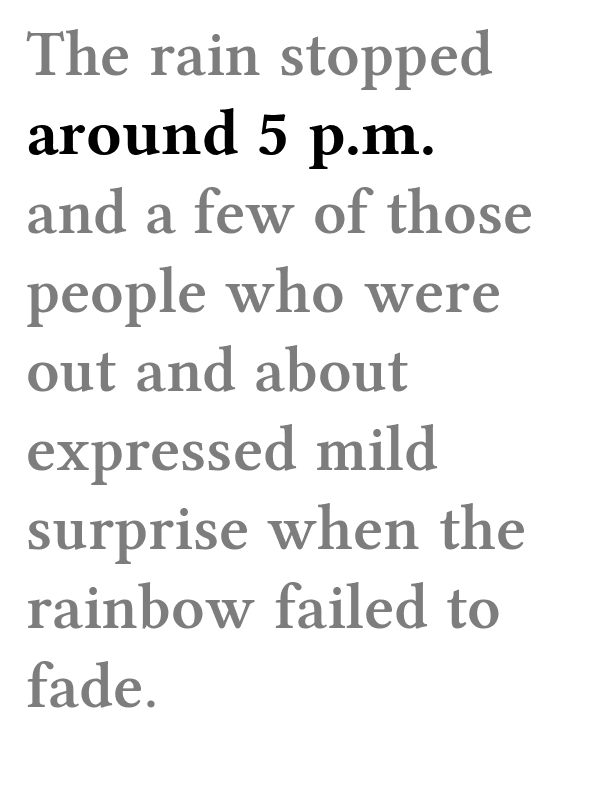 The rain stopped
around 5 p.m.
and a few of those
people who were
out and about
expressed mild
surprise when the
rainbow failed to
fade.